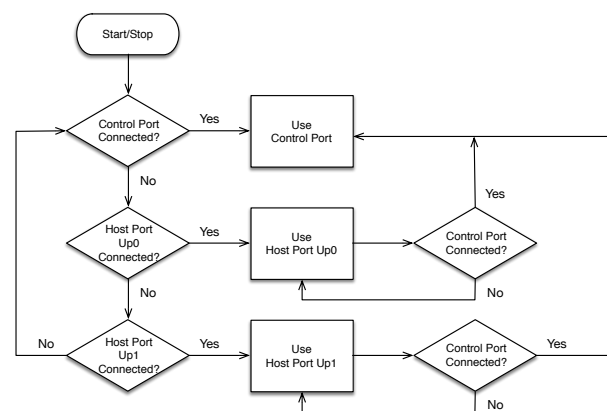 Start/Stop
Control Port
Connected?
Yes
Use
Control Port
No
Yes
Host Port
Up0
Connected?
Yes
Use
Host Port Up0
Control Port
Connected?
No
No
Host Port
Up1
Connected?
No
Yes
Use
Host Port Up1
Control Port
Connected?
Yes
No